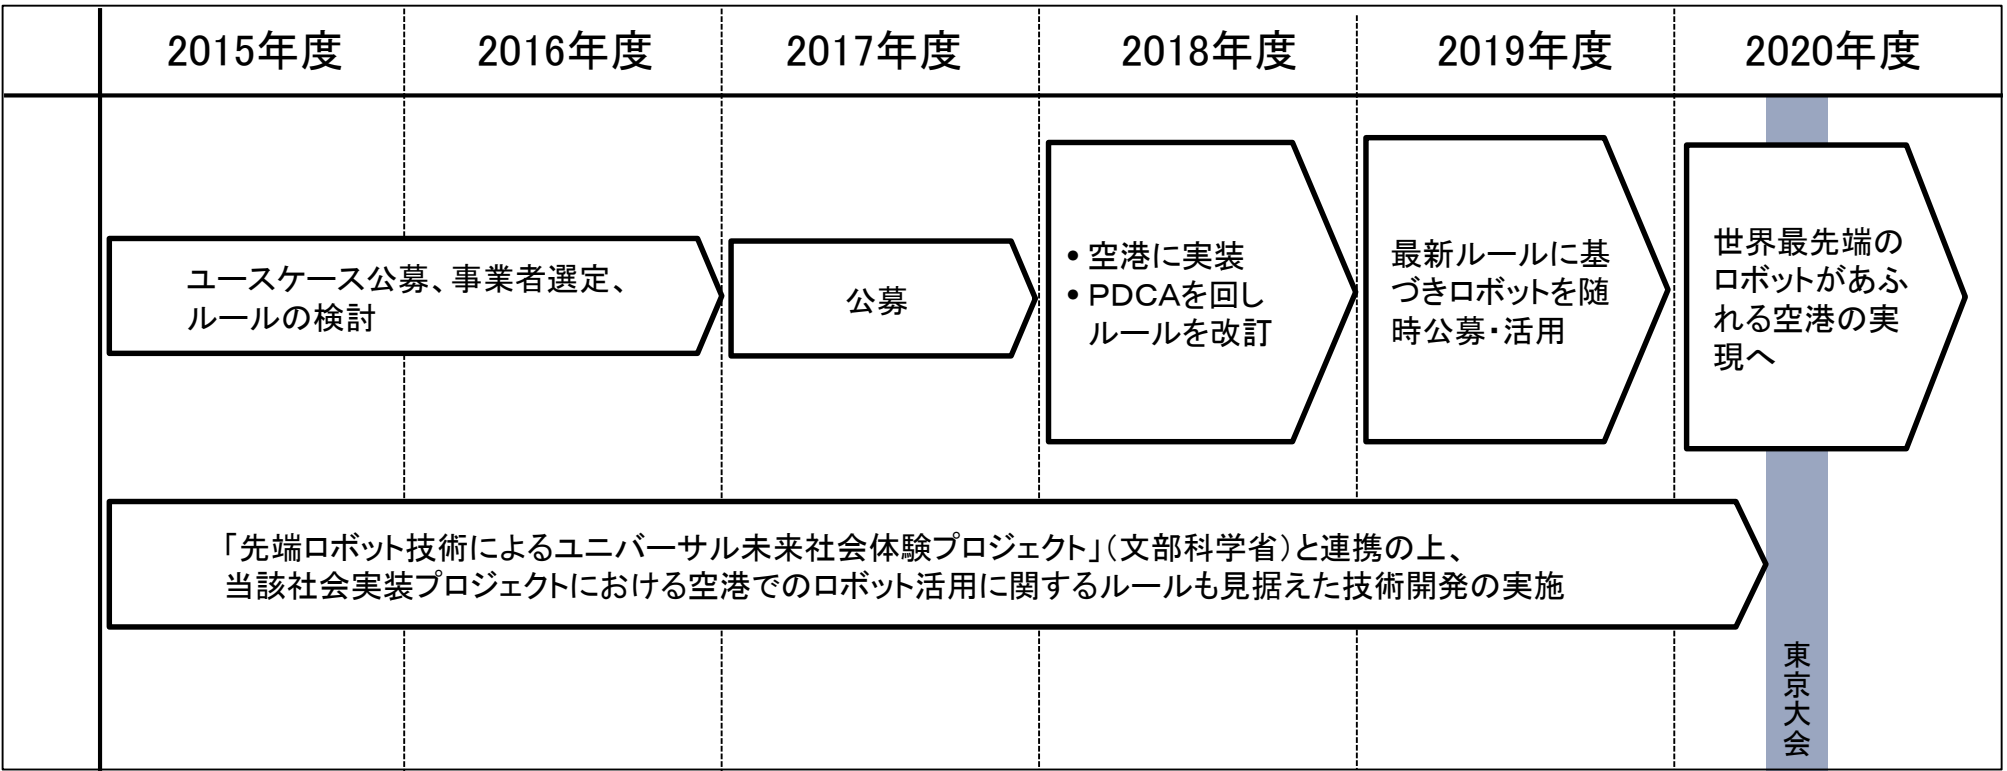 2015年度
2016年度
2017年度
2018年度
2019年度
2020年度
ユースケース公募、事業者選定、
ルールの検討
公募
• 空港に実装
• PDCAを回し
ルールを改訂
最新ルールに基
づきロボットを随
時公募・活用
世界最先端の
ロボットがあふ
れる空港の実
現へ
「先端ロボット技術によるユニバーサル未来社会体験プロジェクト」（文部科学省）と連携の上、
当該社会実装プロジェクトにおける空港でのロボット活用に関するルールも見据えた技術開発の実施
東京大会